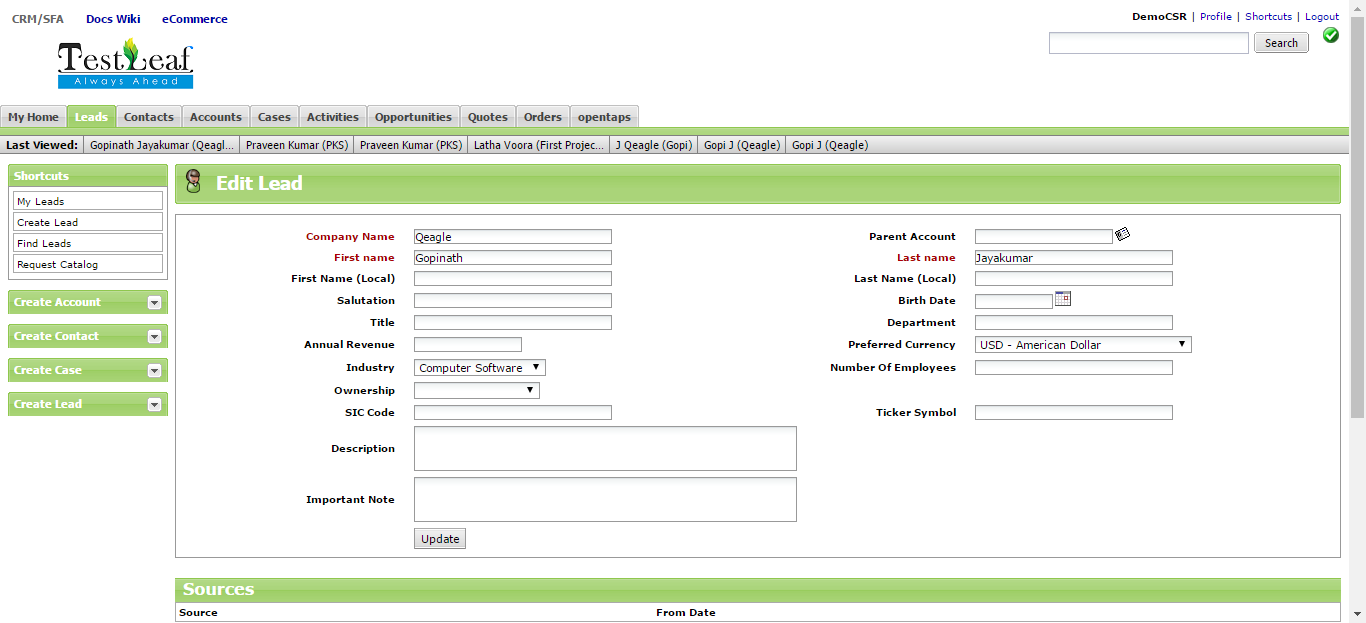 CRM/SFA Docs Wiki eCommerce
DemoCSR | Profile | Shortcuts | Logout
TestLeaf
Always Ahead
Search
My Home Leads Contacts Accounts Cases Activities Opportunities Quotes Orders opentaps
Last Viewed: Gopinath Jayakumar (Qeagl... Praveen Kumar (PKS) Praveen Kumar (PKS) Latha Voora (First Projec... J Qeagle (Gopi) Gopi J (Qeagle) Gopi J (Qeagle)
Shortcuts
My Leads
Create Lead
Find Leads
Request Catalog
Create Account
Create Contact
Create Case
Create Lead
Edit Lead
Company Name Qeagle Parent Account
First name Gopinath Last name Jayakumar
First Name (Local) Last Name (Local)
Salutation Birth Date
Title Department
Annual Revenue Preferred Currency USD - American Dollar
Industry Computer Software Number Of Employees
Ownership
SIC Code Ticker Symbol
Description
Important Note
Update
Sources
Source From Date